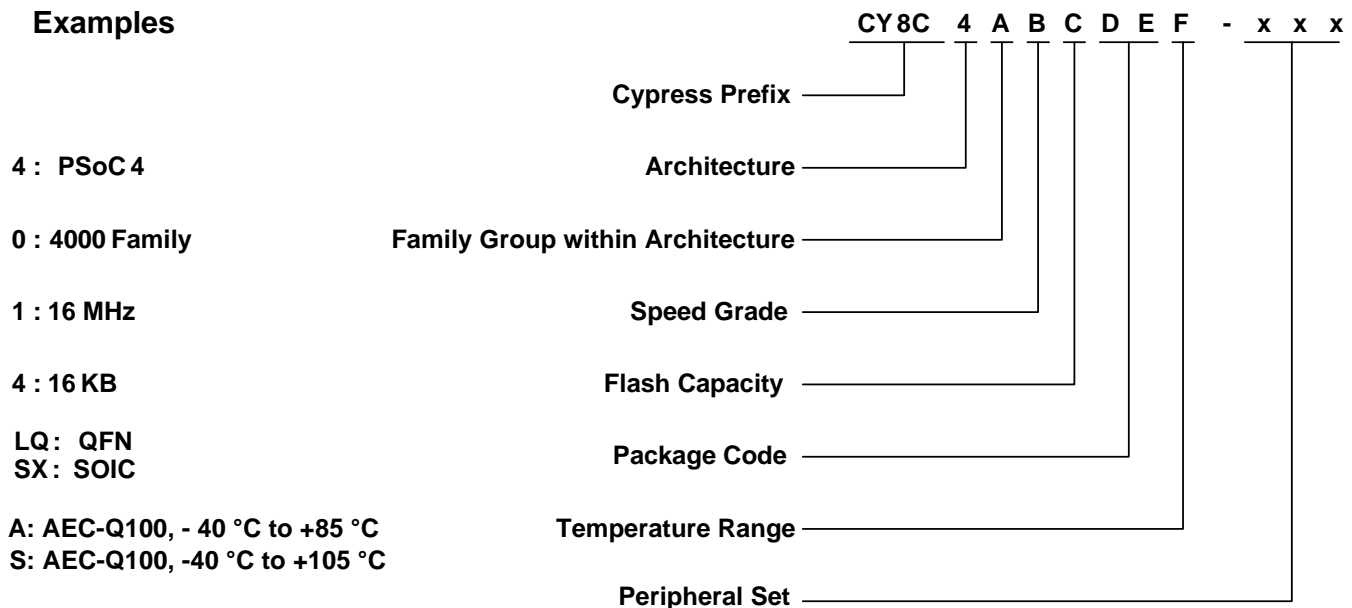 Examples
CY8C 4 A B C D E F - x x x
Cypress Prefix
4 : PSoC 4
Architecture
0 : 4000 Family
Family Group within Architecture
1 : 16 MHz
Speed Grade
4 : 16 KB
Flash Capacity
LQ : QFN
SX : SOIC
Package Code
A: AEC-Q100, - 40 °C to +85 °C
S: AEC-Q100, -40 °C to +105 °C
Temperature Range
Peripheral Set